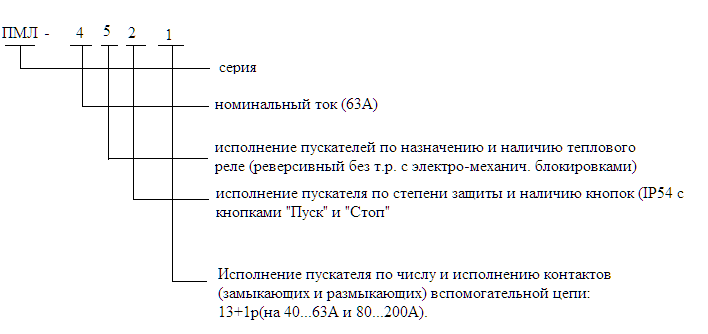 ПМЛ - 4 5 2 1
серия
номинальный ток (63А)
исполнение пускателей по назначению и наличию теплового
реле (реверсивный без т.р. с электро-механич. блокировками)
исполнение пускателя по степени защиты и наличию кнопок (IP54 с
кнопками "Пуск" и "Стоп"
Исполнение пускателя по числу и исполнению контактов
(замыкающих и размыкающих) вспомогательной цепи:
13+1р(на 40...63А и 80...200А).